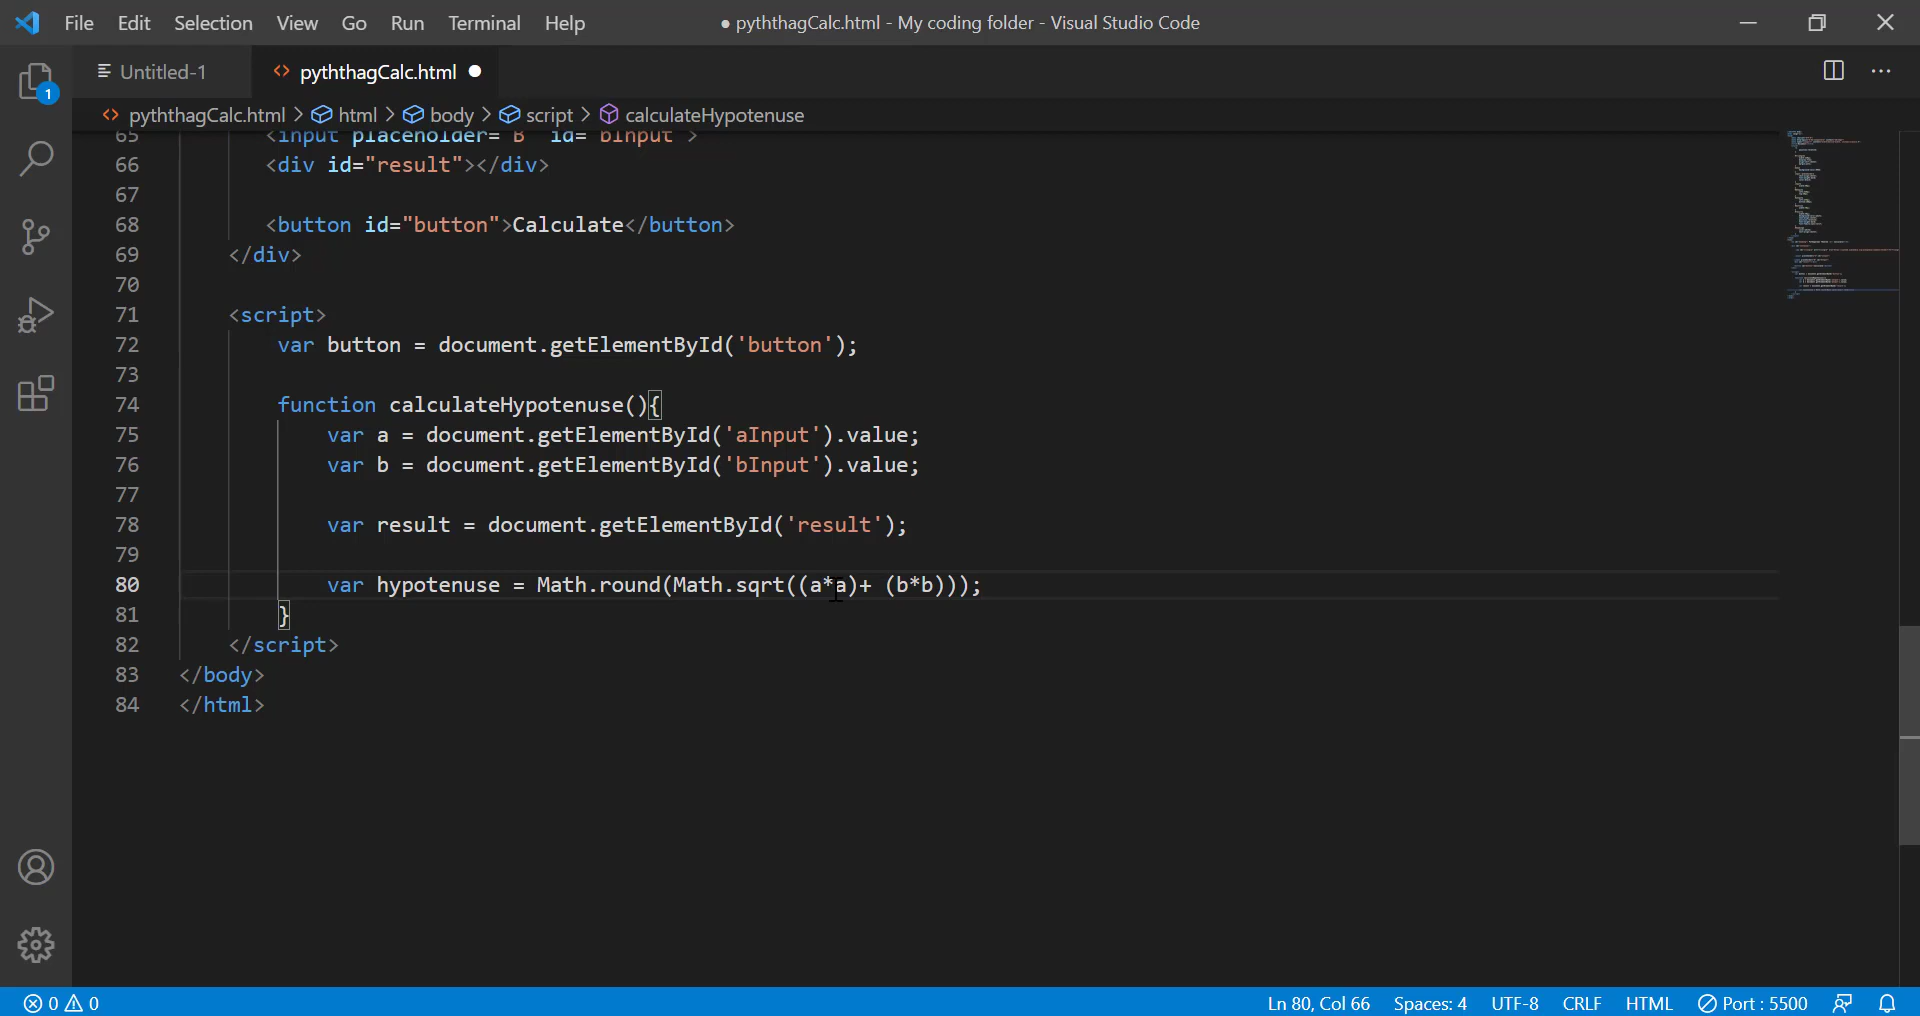 File Edit Selection View Go Run Terminal Help ● pyththagCalc.html - My coding folder - Visual Studio Code
Untitled-1 <> pyththagCalc.html ●
<> pyththagCalc.html > html > body > script > calculateHypotenuse
1
65 <input placeholder="B" id="bInput">
66 <div id="result"></div>
67
68 <button id="button">Calculate</button>
69 </div>
70
71 <script>
72 var button = document.getElementById('button');
73
74 function calculateHypotenuse(){
75 var a = document.getElementById('aInput').value;
76 var b = document.getElementById('bInput').value;
77
78 var result = document.getElementById('result');
79
80 var hypotenuse = Math.round(Math.sqrt((a*a)+ (b*b)));
81 }
82 </script>
83 </body>
84 </html>
0 0 Ln 80, Col 66 Spaces: 4 UTF-8 CRLF HTML Port : 5500